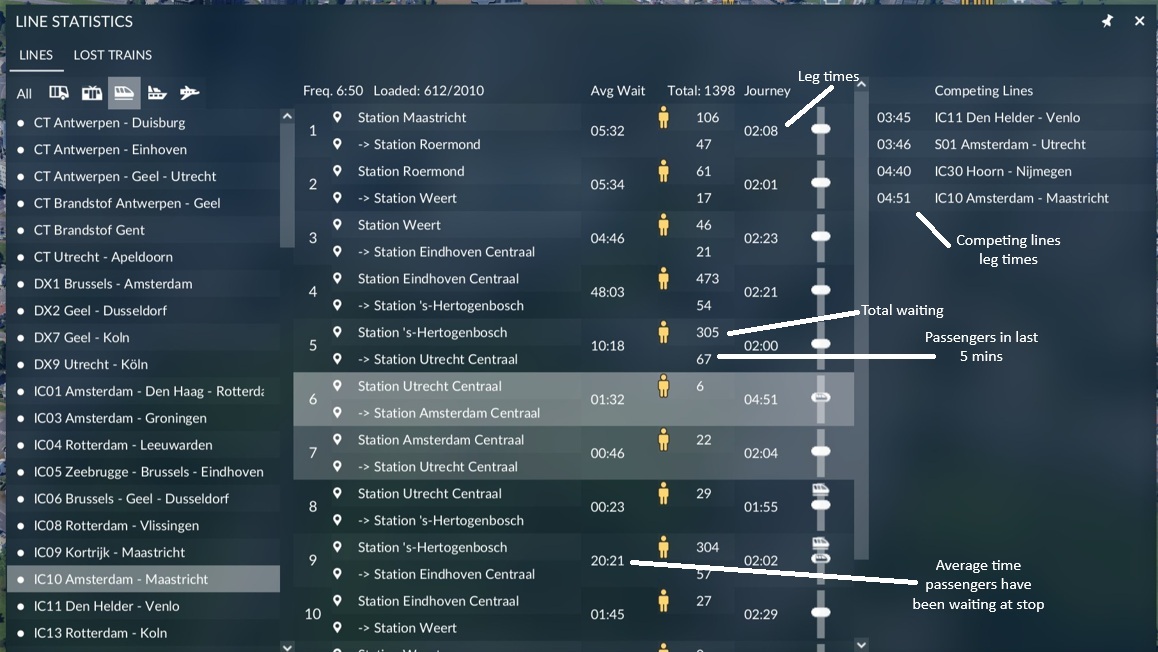 LINE STATISTICS
LINES LOST TRAINS
All
CT Antwerpen - Duisburg
CT Antwerpen - Einhoven
CT Antwerpen - Geel - Utrecht
CT Brandstof Antwerpen - Geel
CT Brandstof Gent
CT Utrecht - Apeldoorn
DX1 Brussels - Amsterdam
DX2 Geel - Dusseldorf
DX7 Geel - Koln
DX9 Utrecht - Köln
IC01 Amsterdam - Den Haag - Rotterda
IC03 Amsterdam - Groningen
IC04 Rotterdam - Leeuwarden
IC05 Zeebrugge - Brussels - Eindhoven
IC06 Brussels - Geel - Dusseldorf
IC08 Rotterdam - Vlissingen
IC09 Kortrijk - Maastricht
IC10 Amsterdam - Maastricht
IC11 Den Helder - Venlo
IC13 Rotterdam - Koln
Freq. 6:50 Loaded: 612/2010 Avg Wait Total: 1398 Journey
1 Station Maastricht 05:32 106 02:08
-> Station Roermond 47
2 Station Roermond 05:34 61 02:01
-> Station Weert 17
3 Station Weert 04:46 46 02:23
-> Station Eindhoven Centraal 21
4 Station Eindhoven Centraal 48:03 473 02:21
-> Station 's-Hertogenbosch 54
5 Station 's-Hertogenbosch 10:18 305 02:00
-> Station Utrecht Centraal 67
6 Station Utrecht Centraal 01:32 6 04:51
-> Station Amsterdam Centraal
7 Station Amsterdam Centraal 00:46 22 02:04
-> Station Utrecht Centraal
8 Station Utrecht Centraal 00:23 29 01:55
-> Station 's-Hertogenbosch
9 Station 's-Hertogenbosch 20:21 304 02:02
-> Station Eindhoven Centraal 57
10 Station Eindhoven Centraal 01:45 27 02:29
-> Station Weert
Leg times
Competing Lines
03:45 IC11 Den Helder - Venlo
03:46 S01 Amsterdam - Utrecht
04:40 IC30 Hoorn - Nijmegen
04:51 IC10 Amsterdam - Maastricht
Competing lines
leg times
Total waiting
Passengers in last
5 mins
Average time
passengers have
been waiting at stop